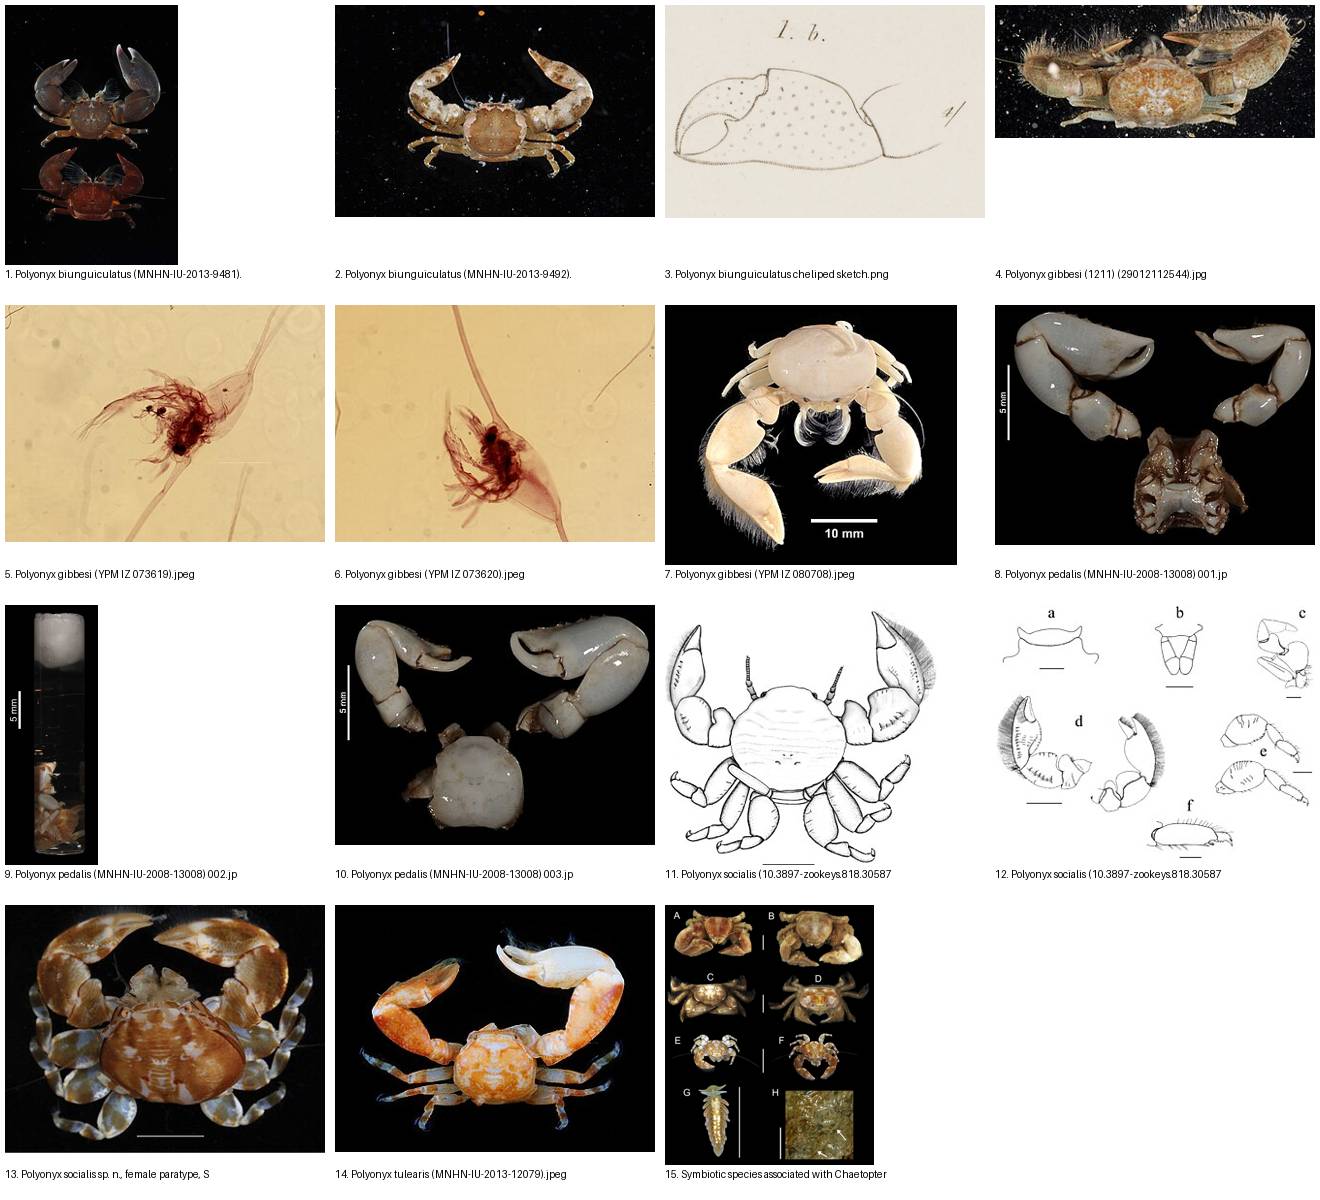 1. b.
1. Polyonyx biunguiculatus (MNHN-IU-2013-9481).
2. Polyonyx biunguiculatus (MNHN-IU-2013-9492).
3. Polyonyx biunguiculatus cheliped sketch.png
4. Polyonyx gibbesi (1211) (29012112544).jpg
10 mm
5 mm
5. Polyonyx gibbesi (YPM IZ 073619).jpeg
6. Polyonyx gibbesi (YPM IZ 073620).jpeg
7. Polyonyx gibbesi (YPM IZ 080708).jpeg
8. Polyonyx pedalis (MNHN-IU-2008-13008) 001.jp
5 mm
5 mm
a
b
c
d
e
f
9. Polyonyx pedalis (MNHN-IU-2008-13008) 002.jp
10. Polyonyx pedalis (MNHN-IU-2008-13008) 003.jp
11. Polyonyx socialis (10.3897-zookeys.818.30587
12. Polyonyx socialis (10.3897-zookeys.818.30587
A
B
C
D
E
F
G
H
13. Polyonyx socialis sp. n., female paratype, S
14. Polyonyx tulearis (MNHN-IU-2013-12079).jpeg
15. Symbiotic species associated with Chaetopter